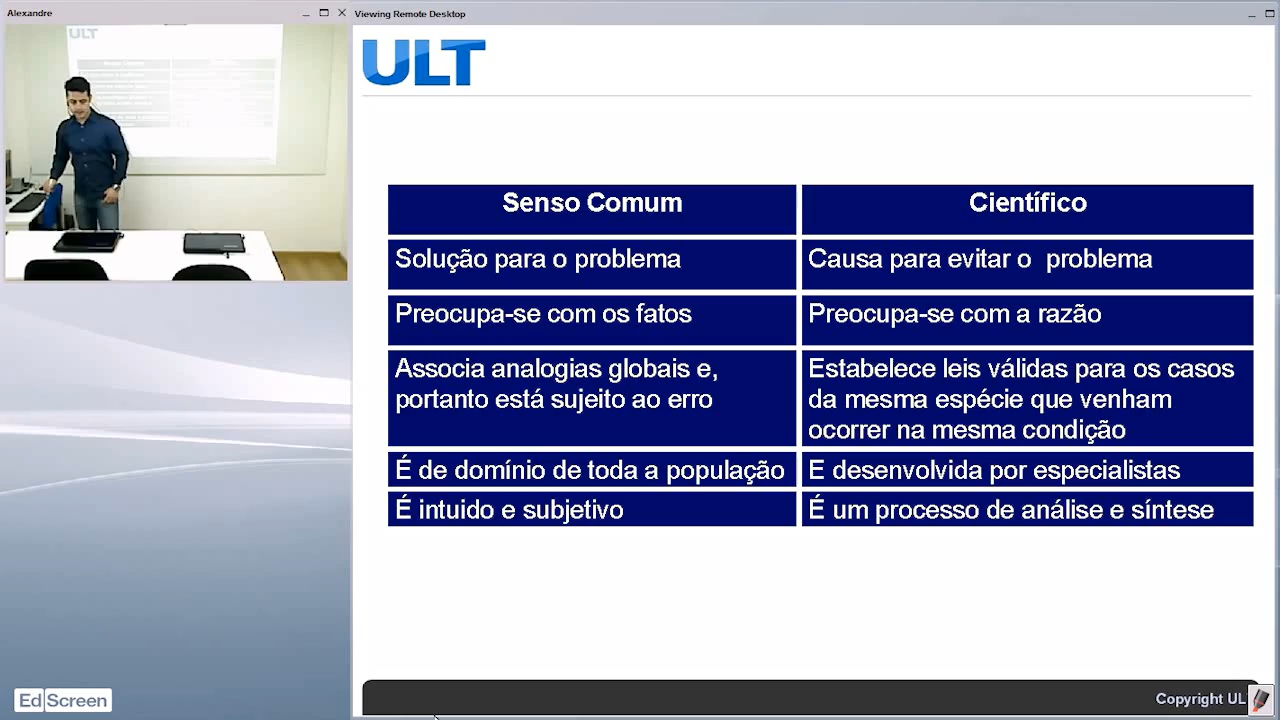 Alexandre
Viewing Remote Desktop
ULT
ULT
Senso Comum
Científico
Solução para o problema
Causa para evitar o problema
Preocupa-se com os fatos
Preocupa-se com a razão
Associa analogias globais e,
portanto está sujeito ao erro
Estabelece leis válidas para os casos
da mesma espécie que venham
ocorrer na mesma condição
É de domínio de toda a população
E desenvolvida por especialistas
É intuido e subjetivo
É um processo de análise e síntese
Ed Screen
Copyright UL